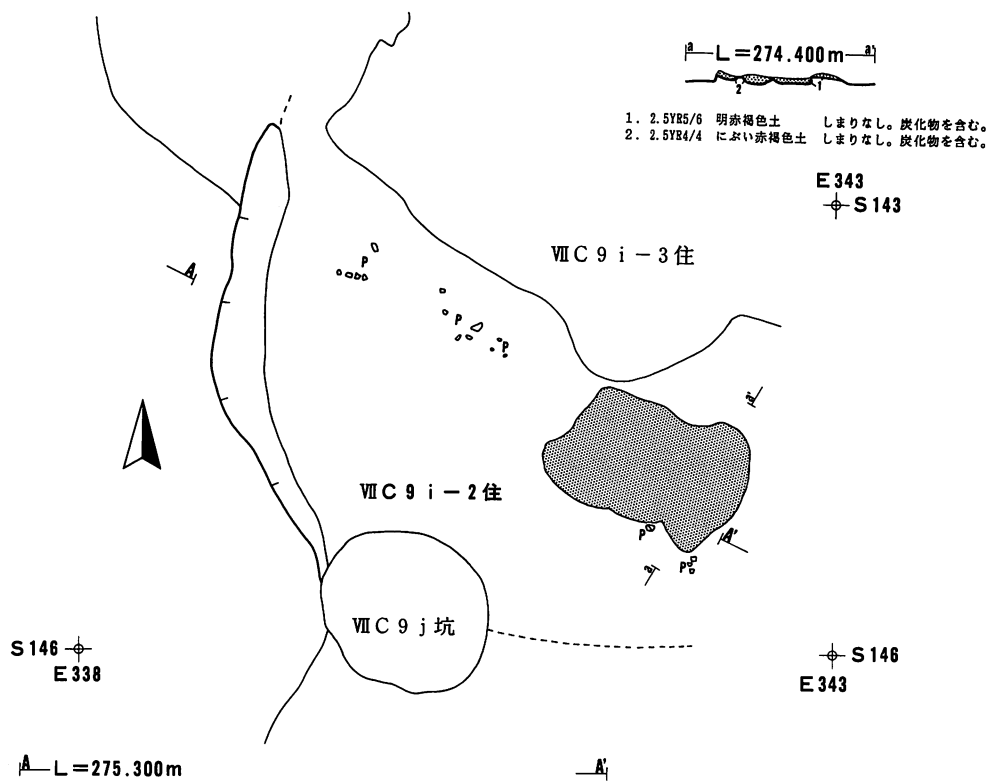 a L=274.400m a'
2 1
1. 2.5YR5/6 明赤褐色土 しまりなし。炭化物を含む。
2. 2.5YR4/4 にぶい赤褐色土 しまりなし。炭化物を含む。
E343
S143
ⅦC9i-3住
A
P
P
P
a'
ⅦC9i-2住
P
A'
a
P
ⅦC9j坑
S146
E338
S146
E343
A L=275.300m A'